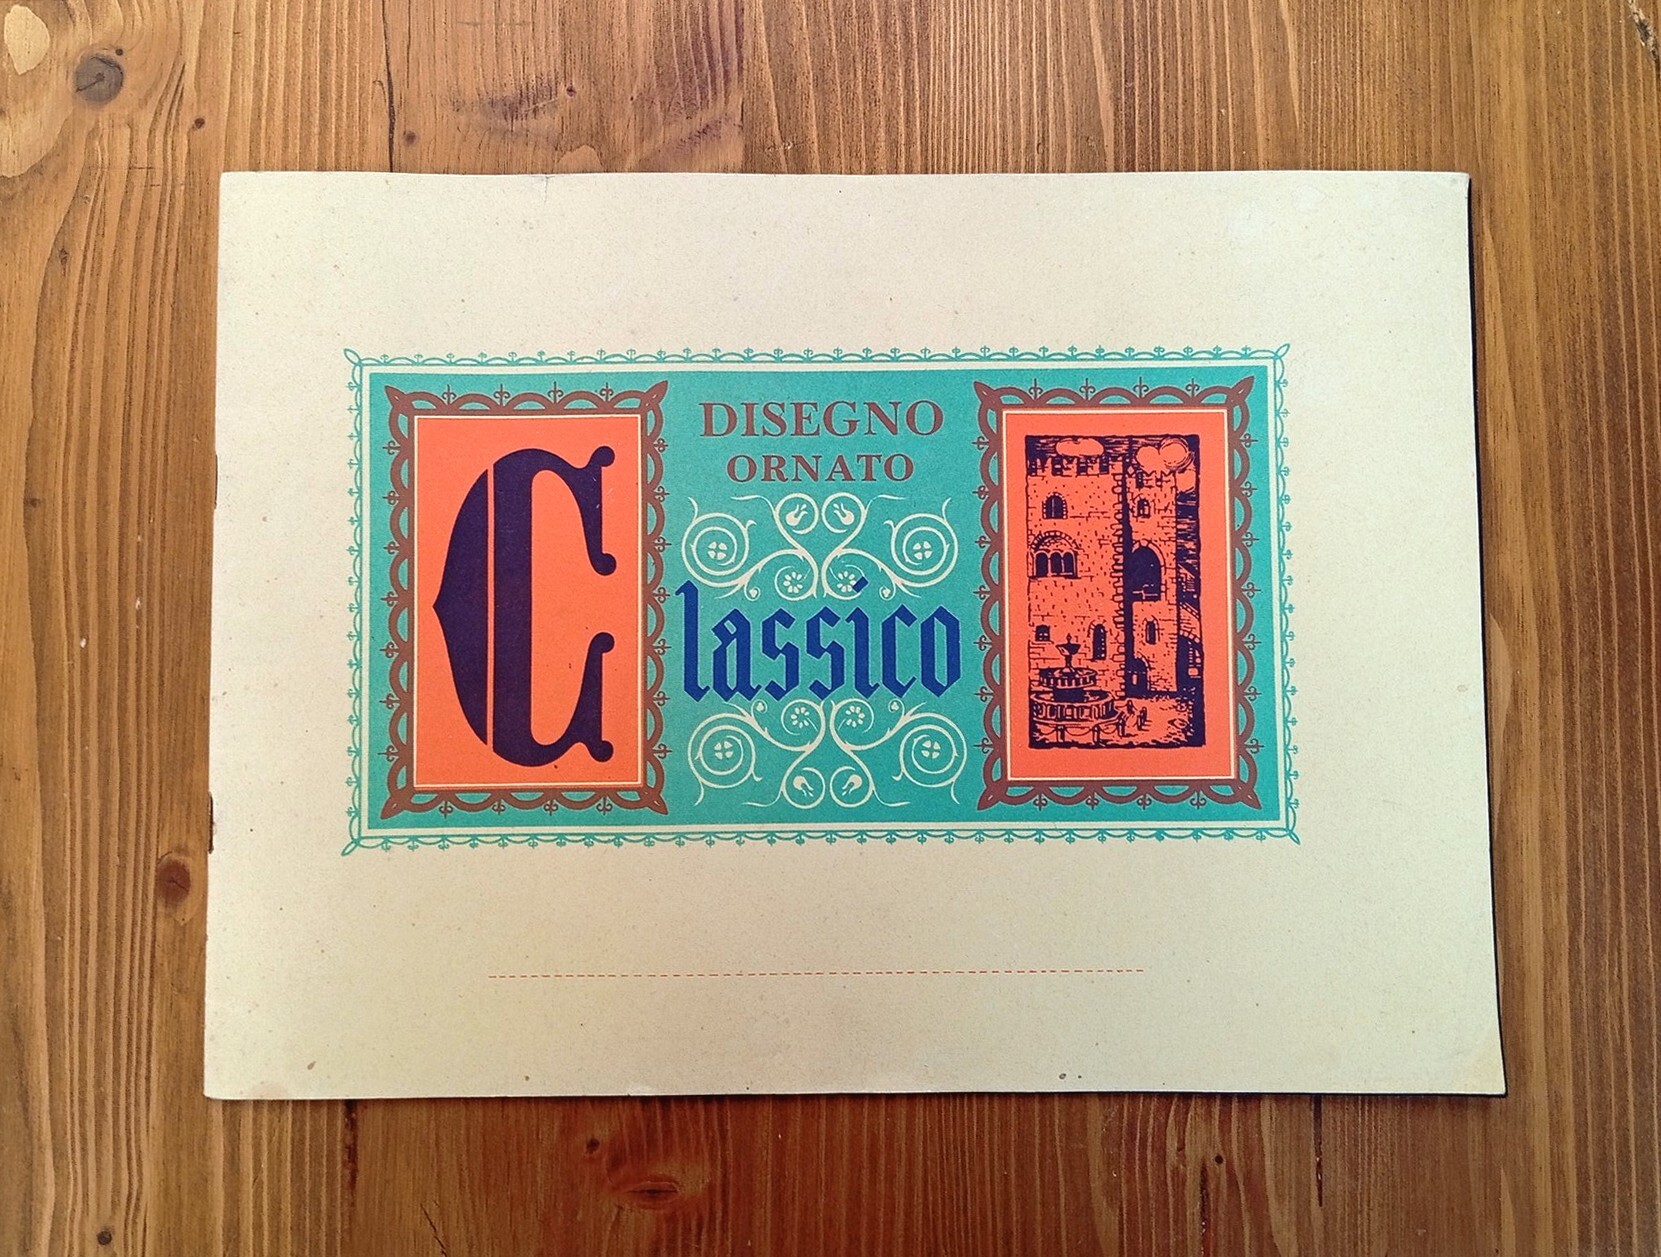 DISEGNO
ORNATO
Classico